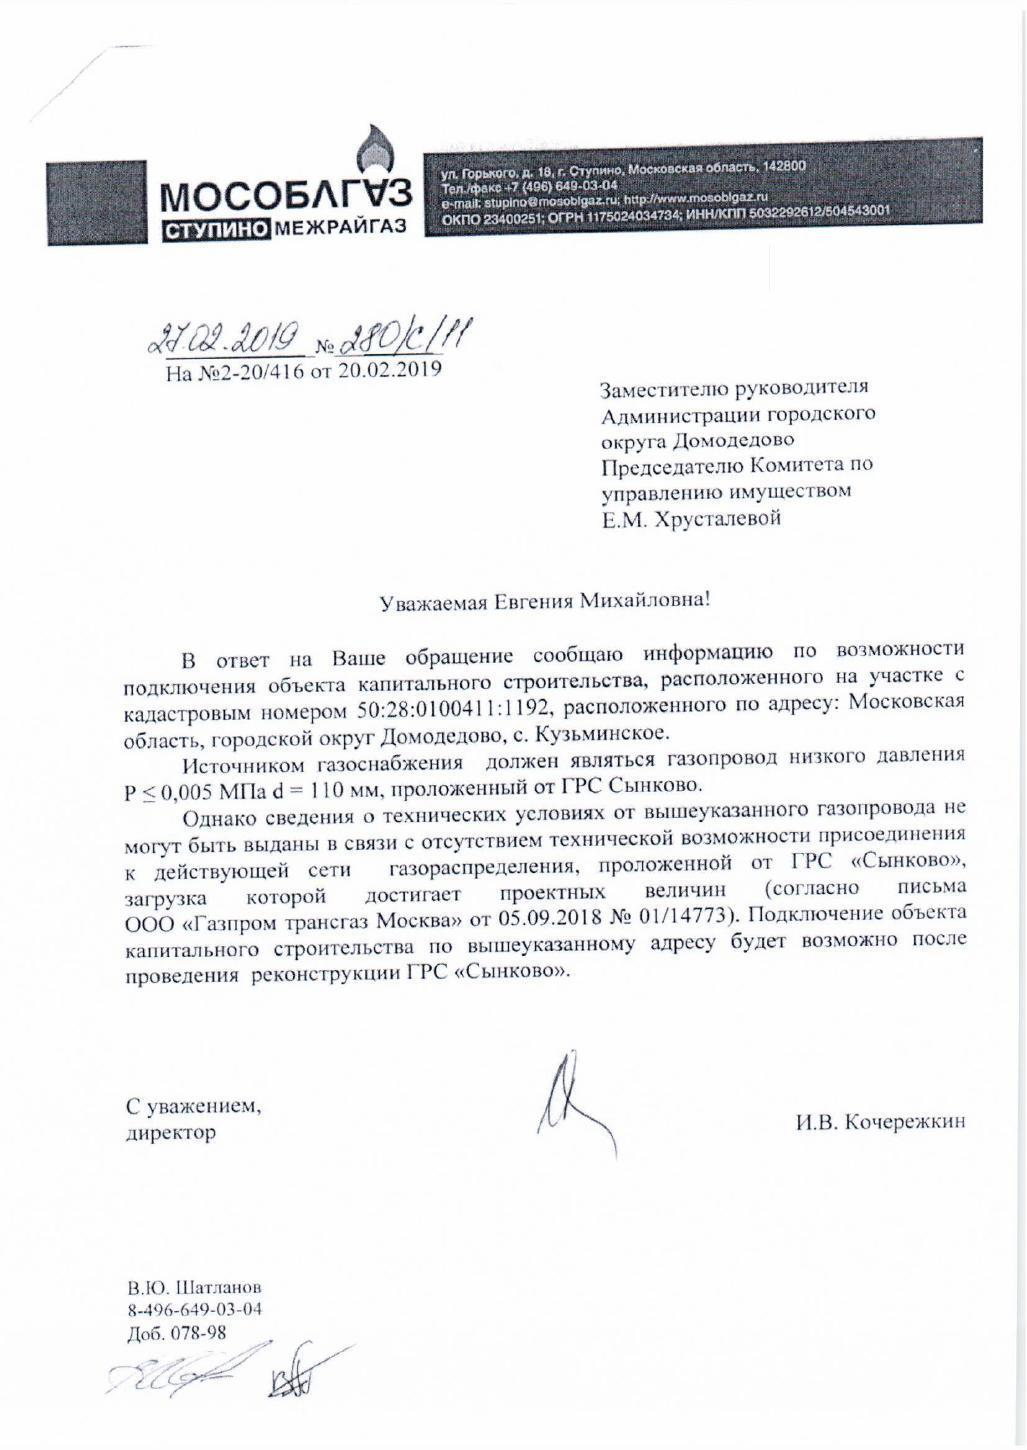 МОСОБЛГАЗ
СТУПИНО МЕЖРАЙГАЗ
ул. Горького, д. 18, г. Ступино, Московская область, 142800
Тел./факс +7 (496) 649-03-04
e-mail: stupino@mosoblgaz.ru; http://www.mosoblgaz.ru
ОКПО 23400251; ОГРН 1175024034734; ИНН/КПП 5032292612/504543001
27.02.2019 № 280/с/11
На №2-20/416 от 20.02.2019
Заместителю руководителя
Администрации городского
округа Домодедово
Председателю Комитета по
управлению имуществом
Е.М. Хрусталевой
Уважаемая Евгения Михайловна!
В ответ на Ваше обращение сообщаю информацию по возможности
подключения объекта капитального строительства, расположенного на участке с
кадастровым номером 50:28:0100411:1192, расположенного по адресу: Московская
область, городской округ Домодедово, с. Кузьминское.
Источником газоснабжения должен являться газопровод низкого давления
Р ≤ 0,005 МПа d = 110 мм, проложенный от ГРС Сынково.
Однако сведения о технических условиях от вышеуказанного газопровода не
могут быть выданы в связи с отсутствием технической возможности присоединения
к действующей сети газораспределения, проложенной от ГРС «Сынково»,
загрузка которой достигает проектных величин (согласно письма
ООО «Газпром трансгаз Москва» от 05.09.2018 № 01/14773). Подключение объекта
капитального строительства по вышеуказанному адресу будет возможно после
проведения реконструкции ГРС «Сынково».
С уважением,
директор
И.В. Кочережкин
В.Ю. Шатланов
8-496-649-03-04
Доб. 078-98